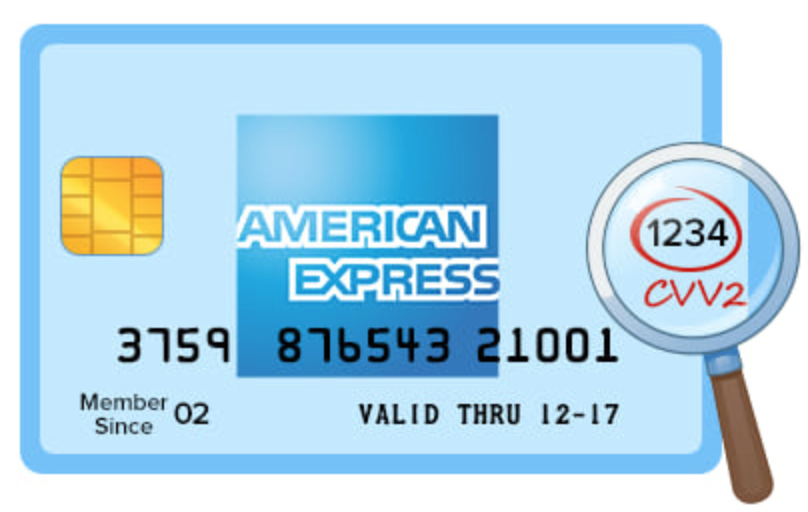 AMERICAN
EXPRESS
1234
CVV2
3759 876543 21001
Member Since 02
VALID THRU 12-17